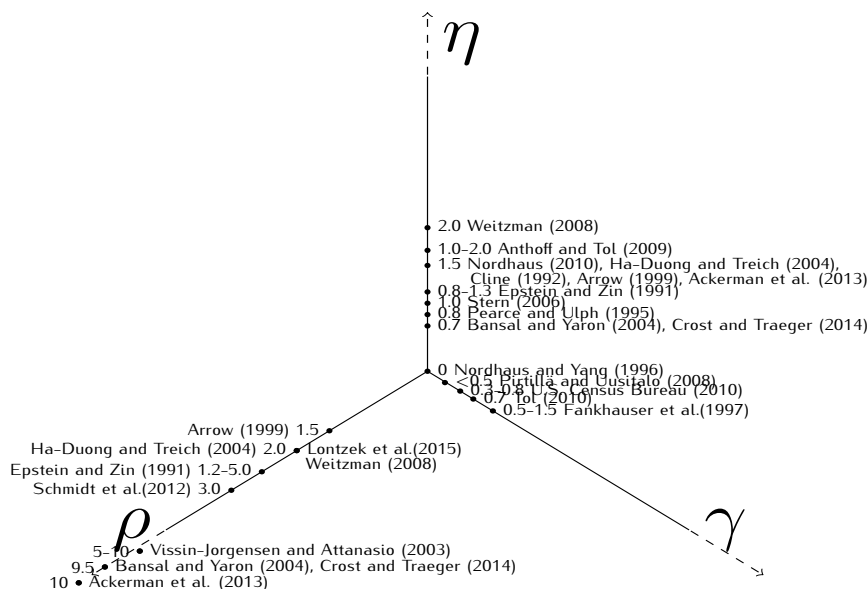 η
2.0 Weitzman (2008)
1.0–2.0 Anthoff and Tol (2009)
1.5 Nordhaus (2010), Ha-Duong and Treich (2004),
Cline (1992), Arrow (1999), Ackerman et al. (2013)
0.8–1.3 Epstein and Zin (1991)
1.0 Stern (2006)
0.8 Pearce and Ulph (1995)
0.7 Bansal and Yaron (2004), Crost and Traeger (2014)
0 Nordhaus and Yang (1996)
<0.5 Pirttilä and Uusitalo (2008)
0.3–0.8 U.S. Census Bureau (2010)
0.7 Tol (2010)
0.5–1.5 Fankhauser et al.(1997)
Arrow (1999) 1.5
Ha-Duong and Treich (2004) 2.0 Lontzek et al.(2015)
Weitzman (2008)
Epstein and Zin (1991) 1.2–5.0
Schmidt et al.(2012) 3.0
ρ
γ
5–10 Vissin-Jørgensen and Attanasio (2003)
9.5 Bansal and Yaron (2004), Crost and Traeger (2014)
10 Ackerman et al. (2013)